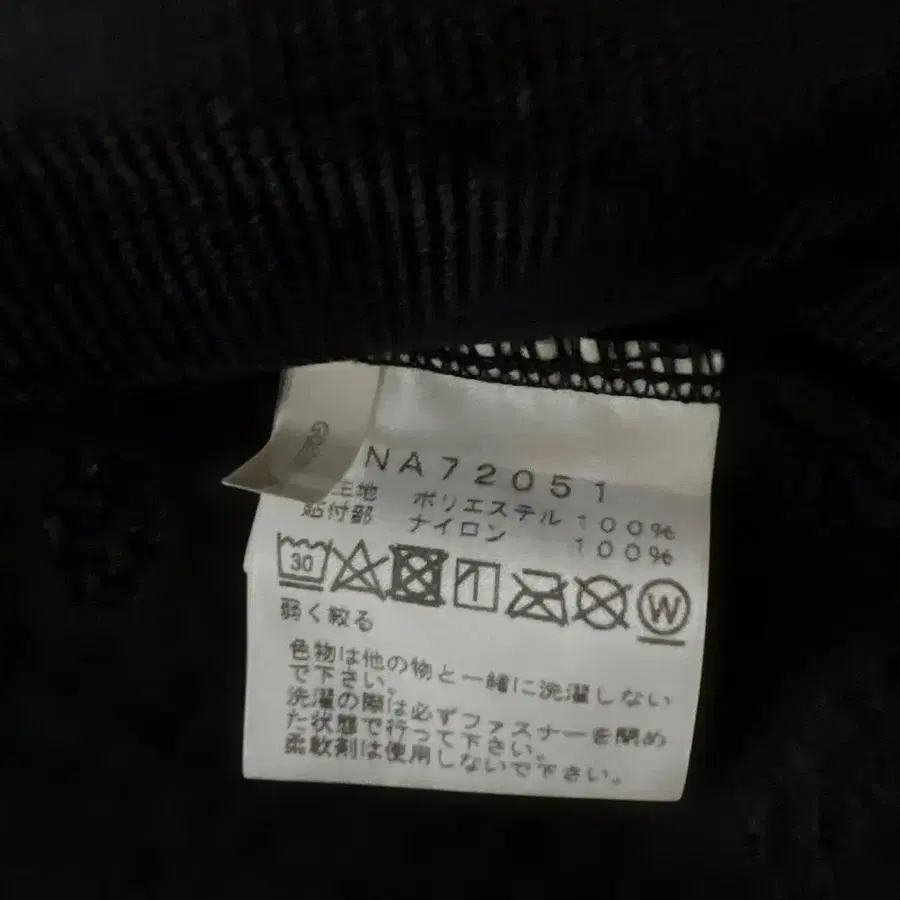 NA72051
主地 ポリエステル 100%
貼付部 ナイロン 100%
30
W
弱く絞る
色物は他の物と一緒に洗濯しない
で下さい。
洗濯の際は必ずファスナーを閉め
た状態で行って下さい。
柔軟剤は使用しないで下さい。